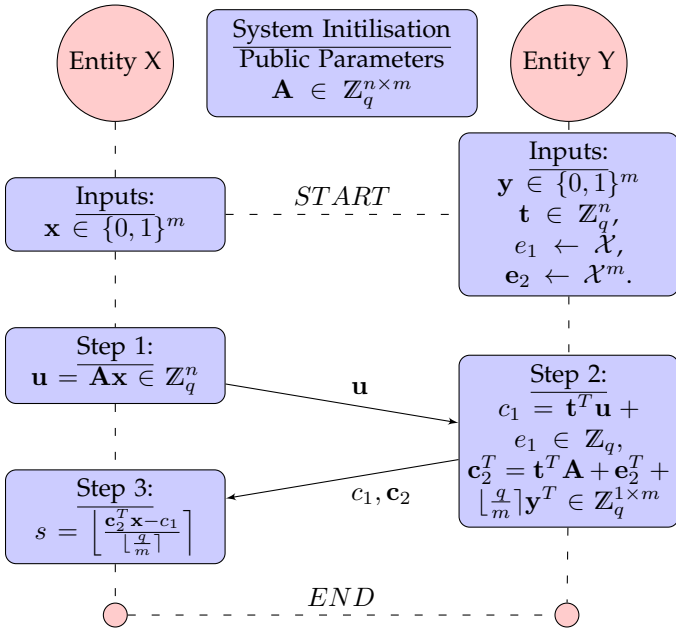 Entity X
System Initilisation
Public Parameters
𝐀 ∈ ℤ_q^{n×m}
Entity Y
Inputs:
𝐱 ∈ {0, 1}^m
START
Inputs:
𝐲 ∈ {0, 1}^m
𝐭 ∈ ℤ_q^n,
e_1 ← 𝒳,
𝐞_2 ← 𝒳^m.
Step 1:
𝐮 = 𝐀𝐱 ∈ ℤ_q^n
𝐮
Step 2:
c_1 = 𝐭^T 𝐮 +
e_1 ∈ ℤ_q,
𝐜_2^T = 𝐭^T 𝐀 + 𝐞_2^T +
⌊q/m⌉𝐲^T ∈ ℤ_q^{1×m}
c_1, 𝐜_2
Step 3:
s = ⌊(𝐜_2^T 𝐱 − c_1)/⌊q/m⌉⌉
END